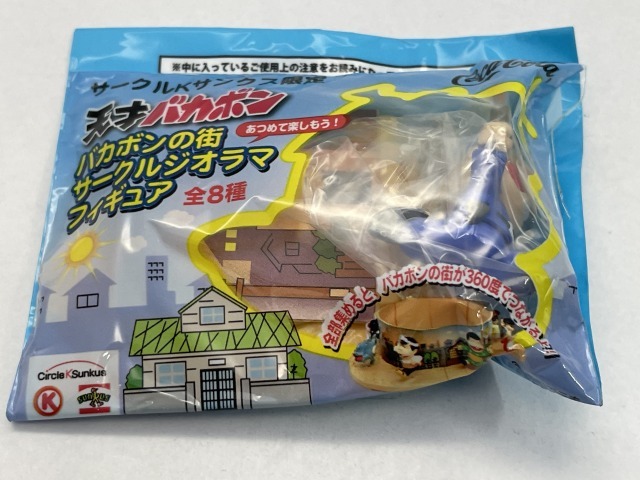 ※中に入っているご使用上の注意をお読みに
サークルKサンクス限定
天才バカボン
あつめて楽しもう!
バカボンの街
サークルジオラマ
フィギュア
全8種
全部集めると、バカボンの街が360度でつながるぞ!
Circle K Sunkus
K
SUNKUS